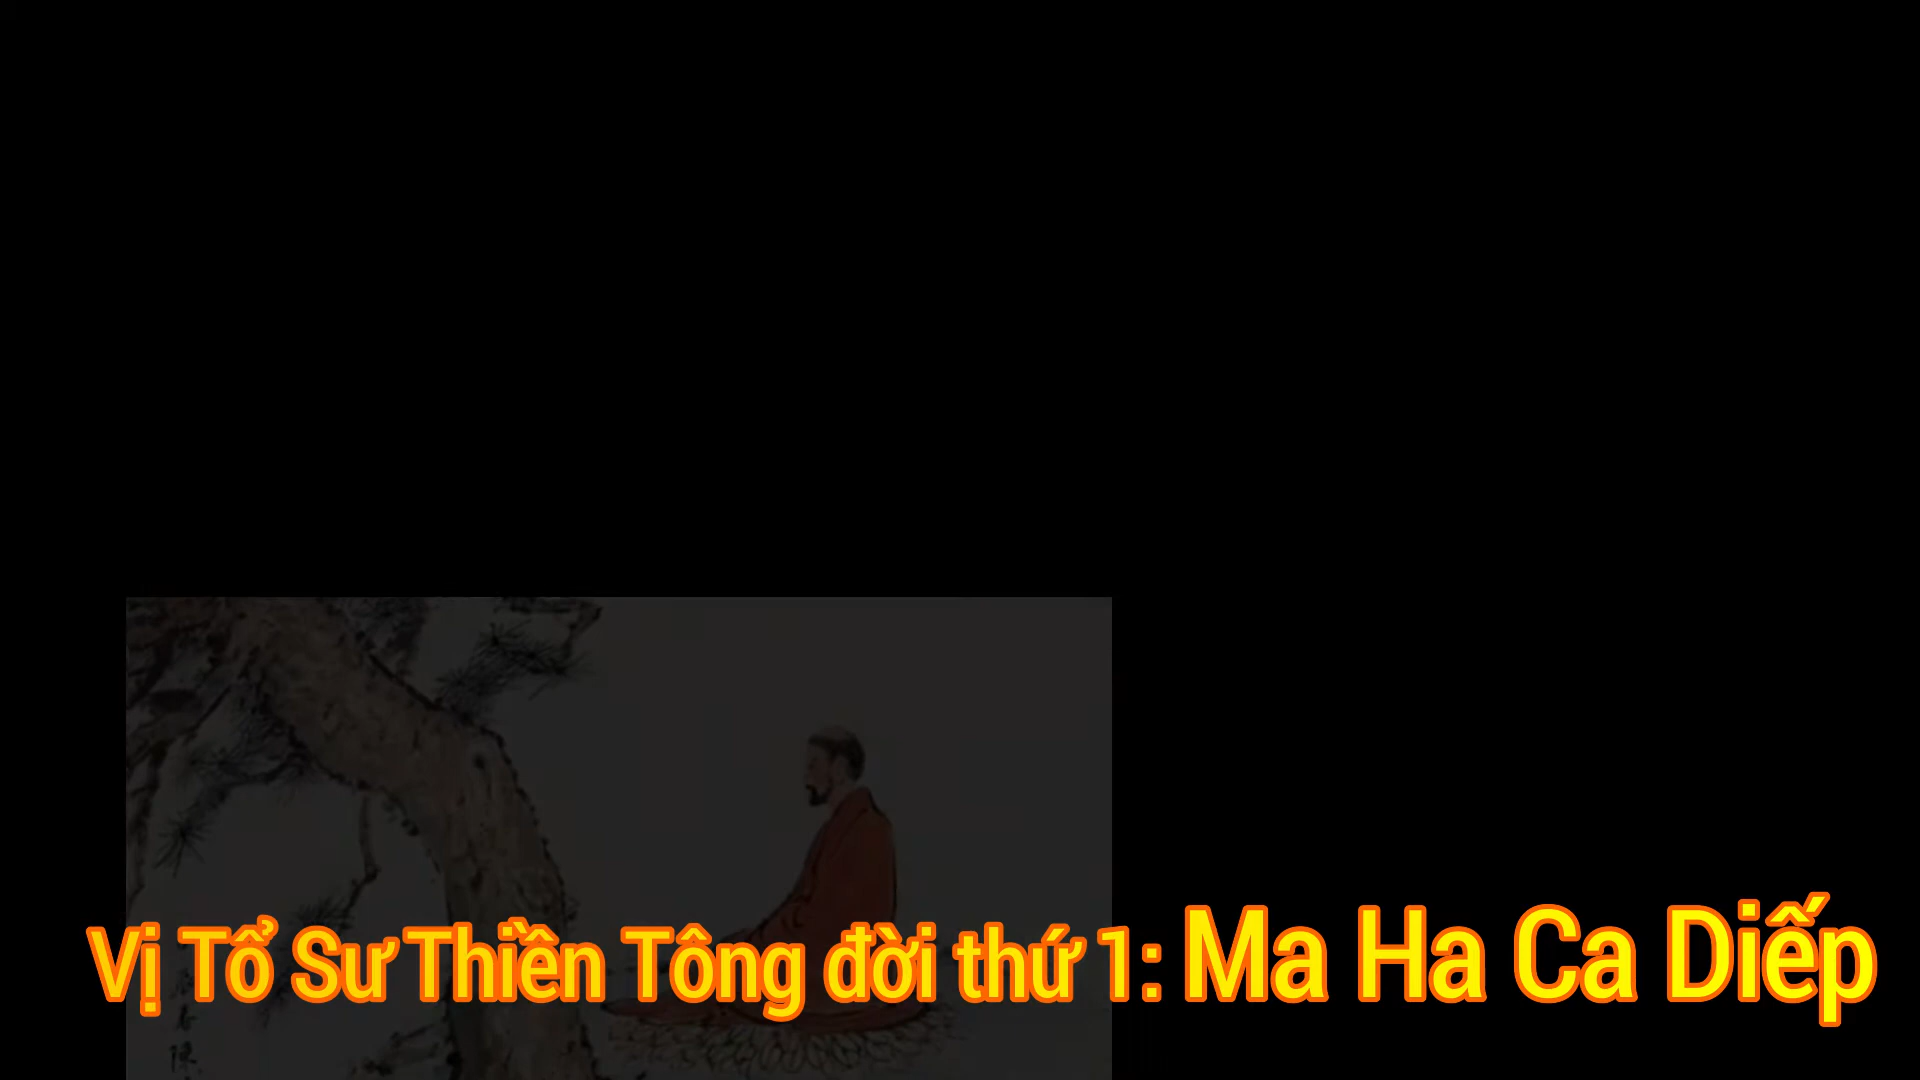 Vị Tổ Sư Thiền Tông đời thứ 1: Ma Ha Ca Diếp